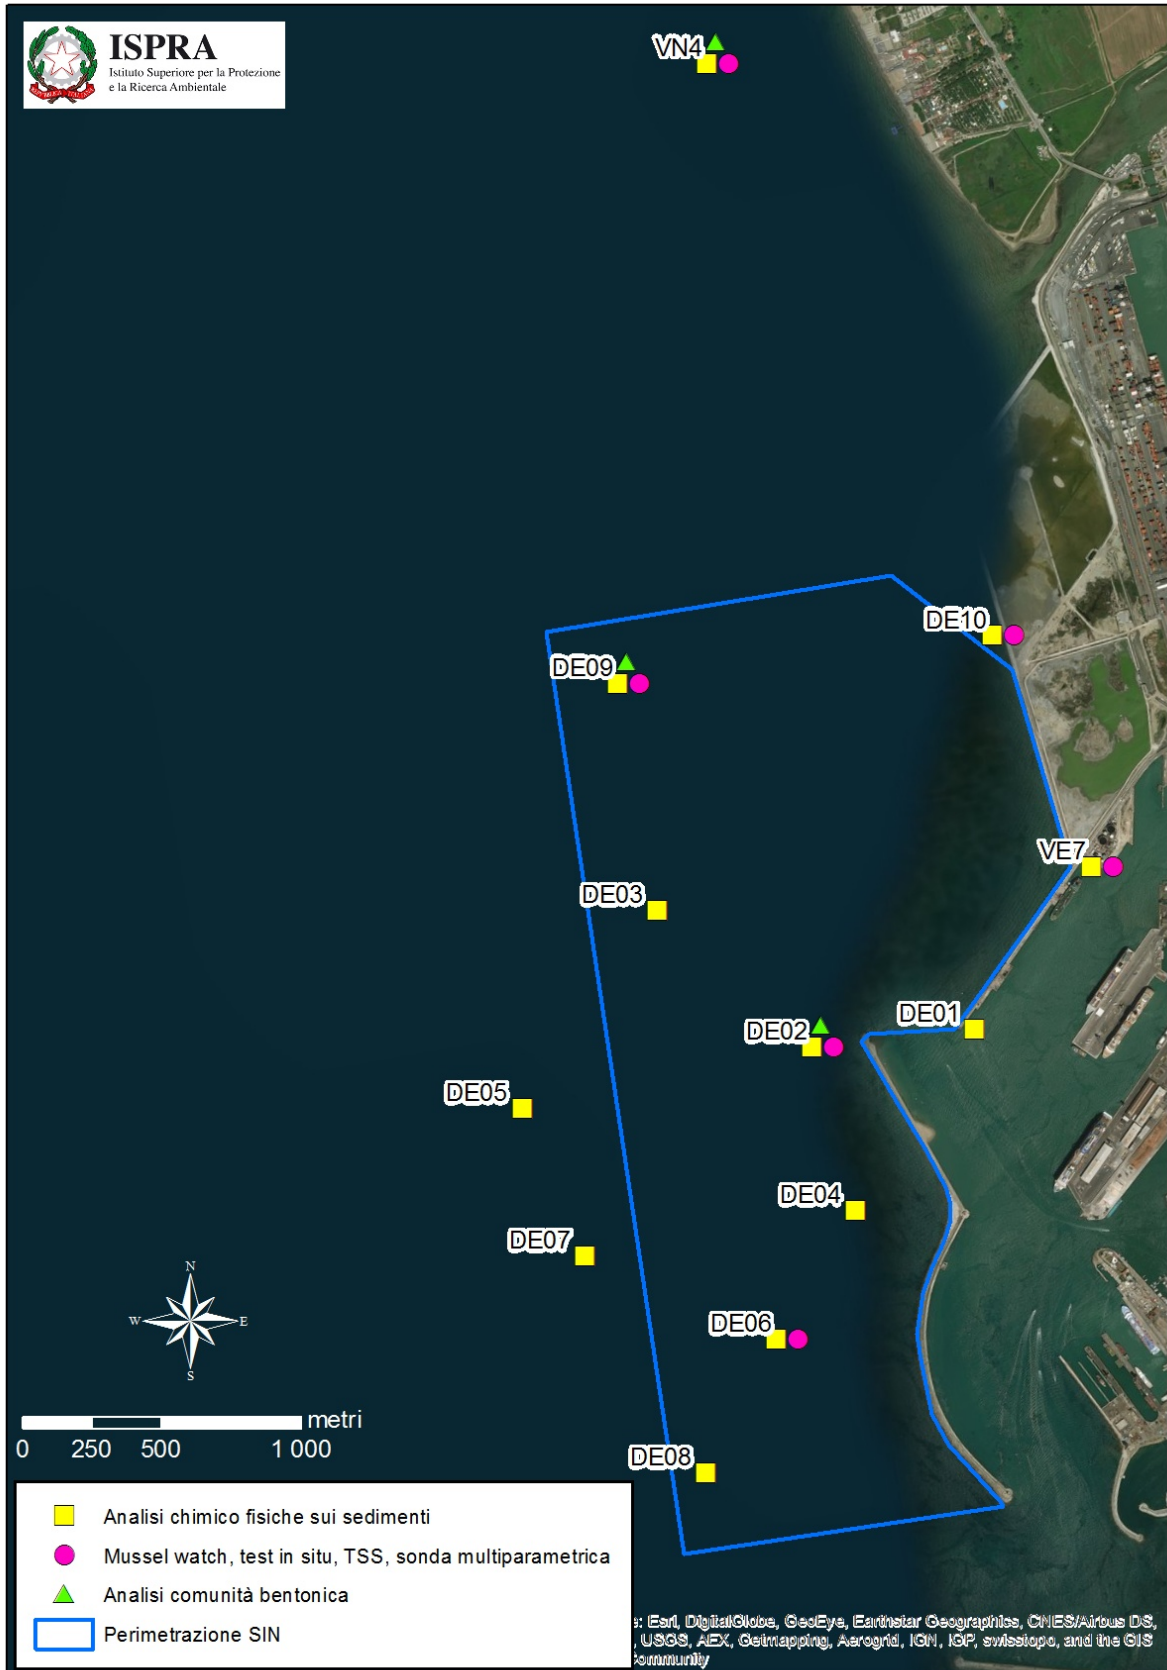 ISPRA
Istituto Superiore per la Protezione
e la Ricerca Ambientale
VN4
DE10
DE09
VE7
DE03
DE01
DE02
DE05
DE04
DE07
DE06
DE08
N
W
E
S
metri
0 250 500 1 000
Analisi chimico fisiche sui sedimenti
Mussel watch, test in situ, TSS, sonda multiparametrica
Analisi comunità bentonica
Perimetrazione SIN
: Esri, DigitalGlobe, GeoEye, Earthstar Geographics, CNES/Airbus DS,
, USGS, AEX, Getmapping, Aerogrid, IGN, IGP, swisstopo, and the GIS
Community